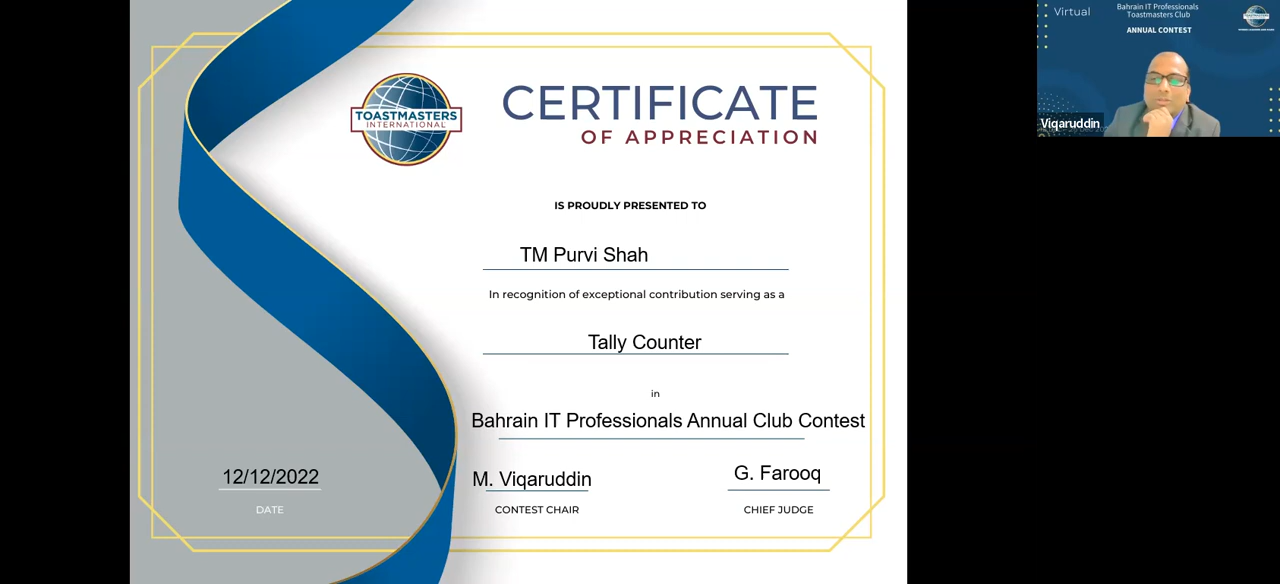 TOASTMASTERS
INTERNATIONAL
CERTIFICATE
OF APPRECIATION
IS PROUDLY PRESENTED TO
TM Purvi Shah
In recognition of exceptional contribution serving as a
Tally Counter
in
Bahrain IT Professionals Annual Club Contest
12/12/2022
DATE
M. Viqaruddin
CONTEST CHAIR
G. Farooq
CHIEF JUDGE
Virtual
Bahrain IT Professionals
Toastmasters Club
ANNUAL CONTEST
TOASTMASTERS
Viqaruddin